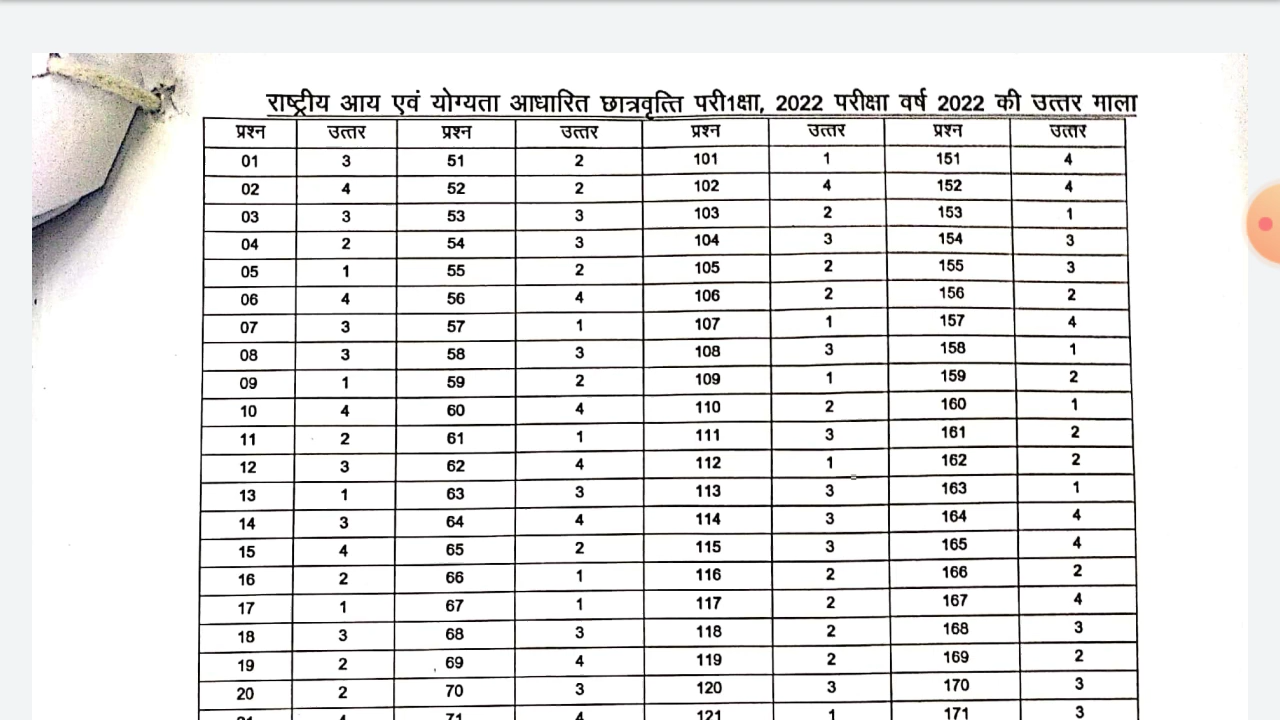 राष्ट्रीय आय एवं योग्यता आधारित छात्रवृत्ति परी1क्षा, 2022 परीक्षा वर्ष 2022 की उत्तर माला
प्रश्न उत्तर प्रश्न उत्तर प्रश्न उत्तर प्रश्न उत्तर
01 3 51 2 101 1 151 4
02 4 52 2 102 4 152 4
03 3 53 3 103 2 153 1
04 2 54 3 104 3 154 3
05 1 55 2 105 2 155 3
06 4 56 4 106 2 156 2
07 3 57 1 107 1 157 4
08 3 58 3 108 3 158 1
09 1 59 2 109 1 159 2
10 4 60 4 110 2 160 1
11 2 61 1 111 3 161 2
12 3 62 4 112 1 162 2
13 1 63 3 113 3 163 1
14 3 64 4 114 3 164 4
15 4 65 2 115 3 165 4
16 2 66 1 116 2 166 2
17 1 67 1 117 2 167 4
18 3 68 3 118 2 168 3
19 2 69 4 119 2 169 2
20 2 70 3 120 3 170 3
71 4 121 1 171 3